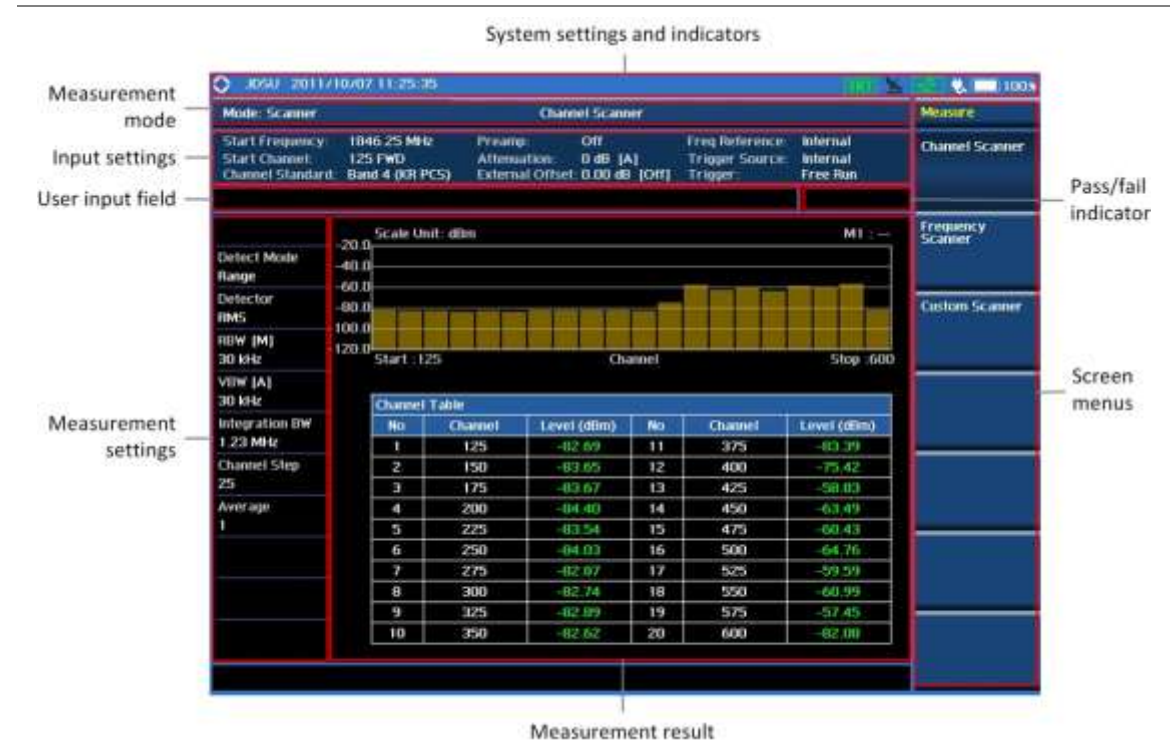 System settings and indicators
Measurement mode
Input settings
User input field
Measurement settings
Pass/fail indicator
Screen menus
Measurement result
JDSU 2011/10/07 11:25:35
Mode: Scanner Channel Scanner
Start Frequency: 1846.25 MHz Preamp: Off Freq Reference: Internal
Start Channel: 125 FWD Attenuation: 0 dB [A] Trigger Source: Internal
Channel Standard: Band 4 (KR PCS) External Offset: 0.00 dB [Off] Trigger: Free Run
Measure
Channel Scanner
Frequency Scanner
Custom Scanner
Detect Mode
Range
Detector
RMS
RBW [M]
30 kHz
VBW [A]
30 kHz
Integration BW
1.23 MHz
Channel Step
25
Average
1
Scale Unit: dBm M1 : --
-20.0
-40.0
-60.0
-80.0
100.0
120.0
Start :125 Channel Stop :600
Channel Table
No Channel Level (dBm) No Channel Level (dBm)
1 125 -82.69 11 375 -83.39
2 150 -83.65 12 400 -75.42
3 175 -83.67 13 425 -58.03
4 200 -84.40 14 450 -63.49
5 225 -83.54 15 475 -60.43
6 250 -84.03 16 500 -64.76
7 275 -82.07 17 525 -59.59
8 300 -82.74 18 550 -60.99
9 325 -82.89 19 575 -57.45
10 350 -82.62 20 600 -82.08